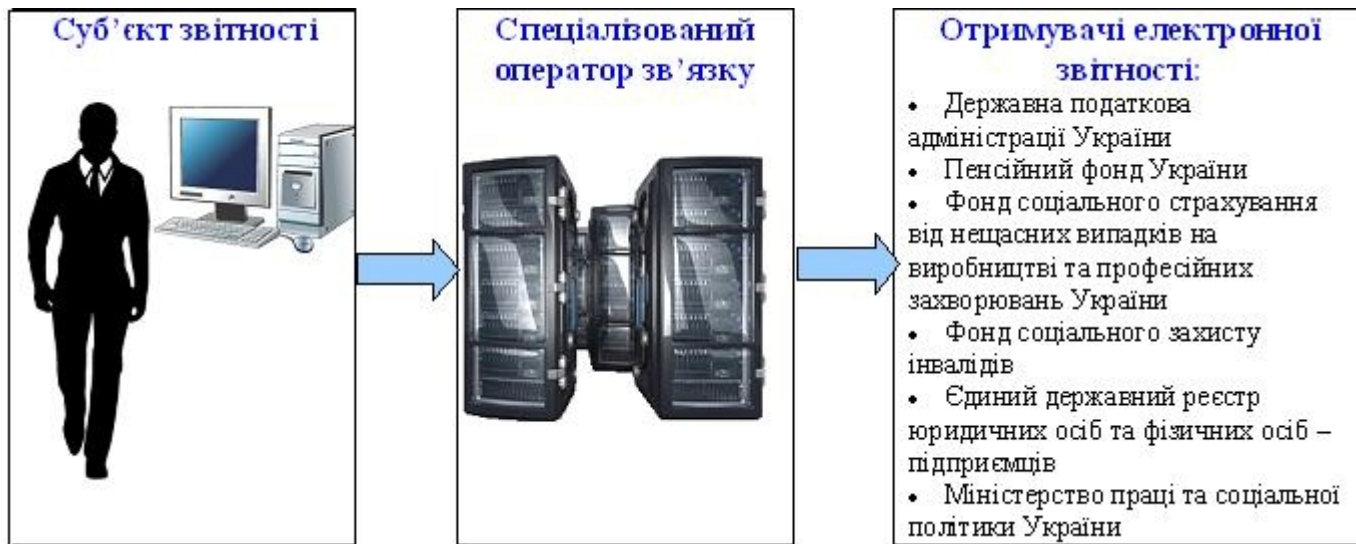 Суб’єкт звітності
Спеціалізований
оператор зв’язку
Отримувачі електронної
звітності:
• Державна податкова
адміністрації України
• Пенсійний фонд України
• Фонд соціального страхування
від нещасних випадків на
виробництві та професійних
захворювань України
• Фонд соціального захисту
інвалідів
• Єдиний державний реєстр
юридичних осіб та фізичних осіб –
підприємців
• Міністерство праці та соціальної
політики України